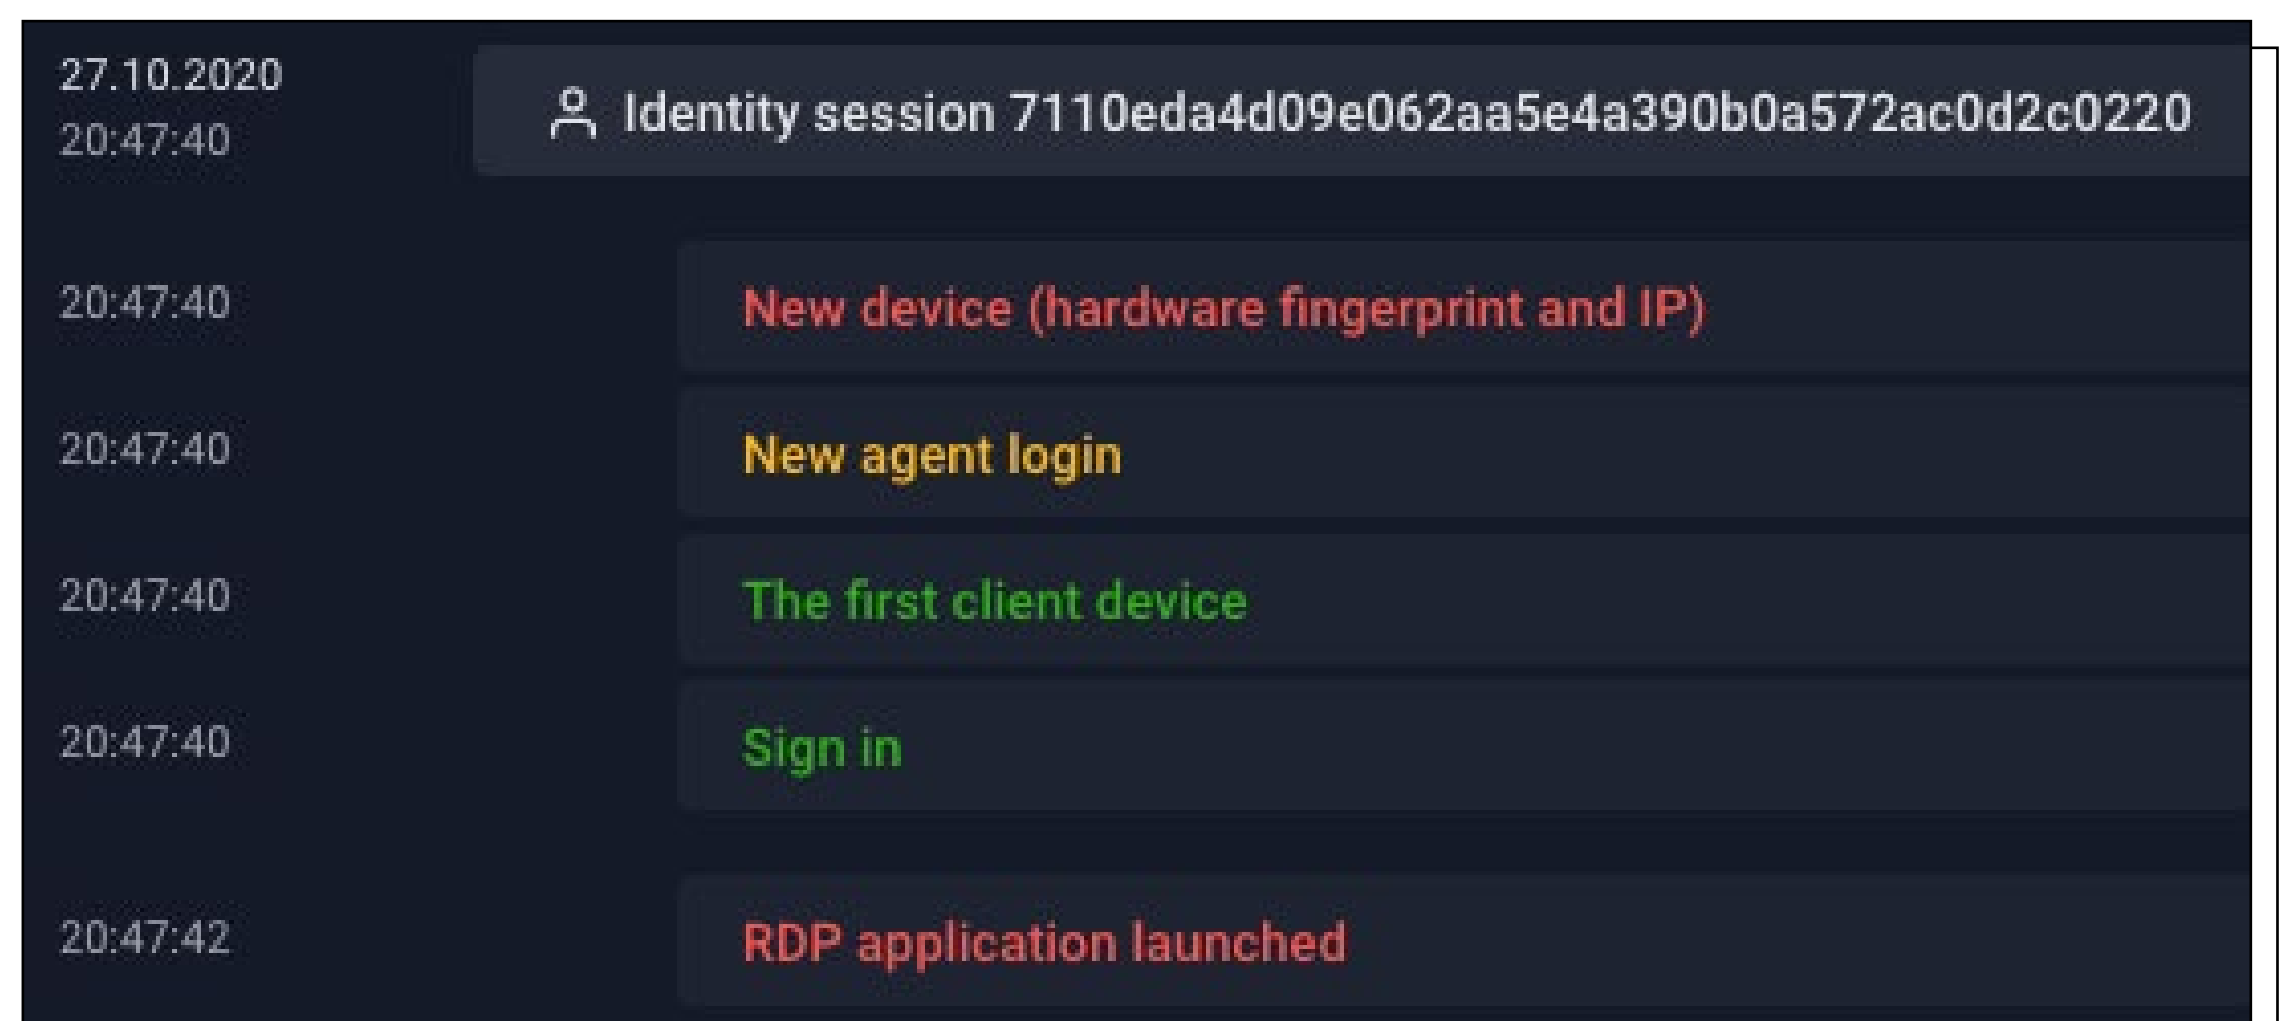 27.10.2020
20:47:40
Identity session 7110eda4d09e062aa5e4a390b0a572ac0d2c0220
20:47:40
New device (hardware fingerprint and IP)
20:47:40
New agent login
20:47:40
The first client device
20:47:40
Sign in
20:47:42
RDP application launched